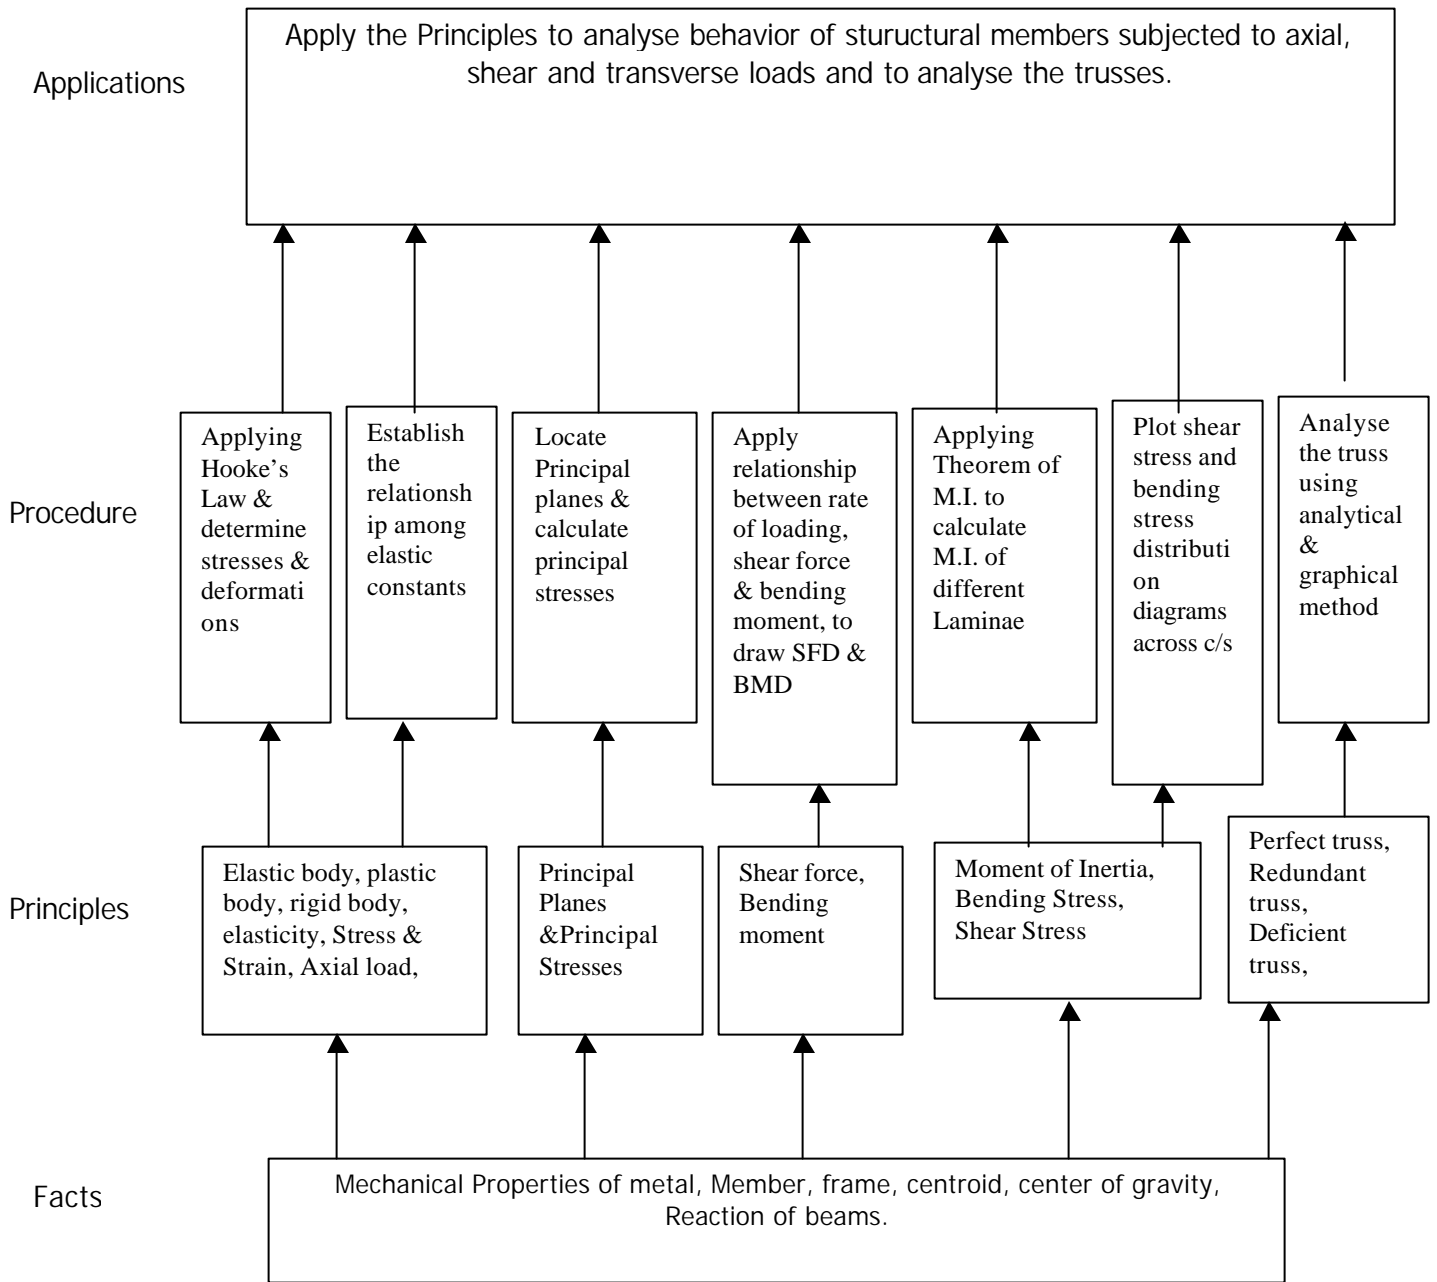 Apply the Principles to analyse behavior of sturuct​ural members subjected to axial,
shear and transverse loads and to analyse the trusses.
Applications
Applying
Hooke’s
Law &
determine
stresses &
deformati
ons
Establish
the
relationsh
ip among
elastic
constants
Locate
Principal
planes &
calculate
principal
stresses
Apply
relationship
between rate
of loading,
shear force
& bending
moment, to
draw SFD &
BMD
Applying
Theorem of
M.I. to
calculate
M.I. of
different
Laminae
Plot shear
stress and
bending
stress
distributi
on
diagrams
across c/s
Analyse
the truss
using
analytical
&
graphical
method
Procedure
Elastic body, plastic
body, rigid body,
elasticity, Stress &
Strain, Axial load,
Principal
Planes
&Principal
Stresses
Shear force,
Bending
moment
Moment of Inertia,
Bending Stress,
Shear Stress
Perfect truss,
Redundant
truss,
Deficient
truss,
Principles
Mechanical Properties of metal, Member, frame, centroid, center of gravity,
Reaction of beams.
Facts